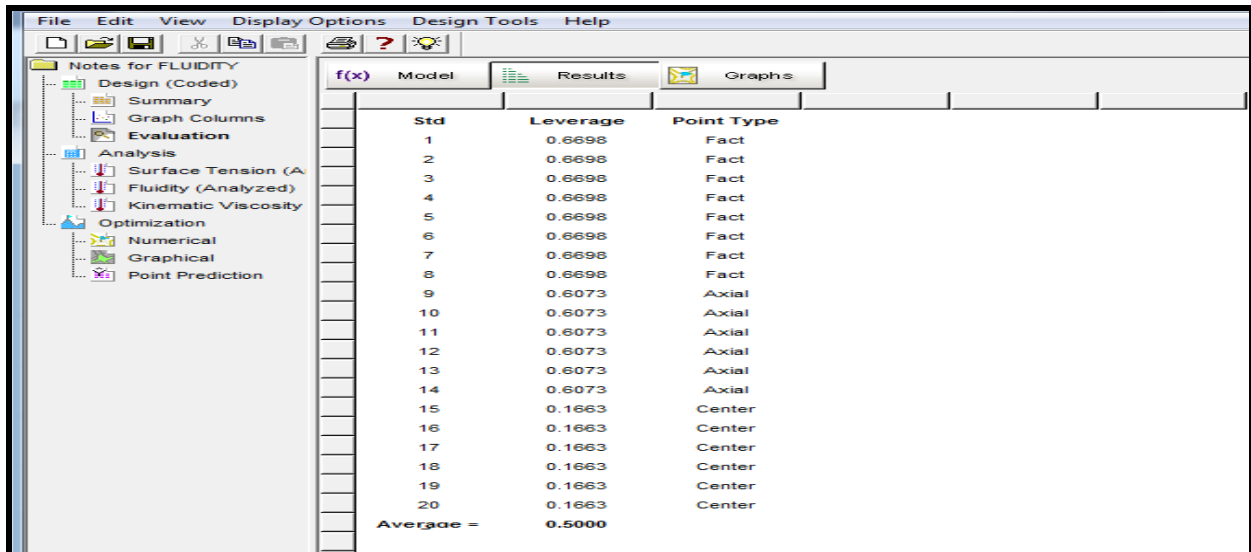 File Edit View Display Options Design Tools Help
Notes for FLUIDITY
Design (Coded)
Summary
Graph Columns
Evaluation
Analysis
Surface Tension (A
Fluidity (Analyzed)
Kinematic Viscosity
Optimization
Numerical
Graphical
Point Prediction
f(x) Model Results Graphs
Std Leverage Point Type
1 0.6698 Fact
2 0.6698 Fact
3 0.6698 Fact
4 0.6698 Fact
5 0.6698 Fact
6 0.6698 Fact
7 0.6698 Fact
8 0.6698 Fact
9 0.6073 Axial
10 0.6073 Axial
11 0.6073 Axial
12 0.6073 Axial
13 0.6073 Axial
14 0.6073 Axial
15 0.1663 Center
16 0.1663 Center
17 0.1663 Center
18 0.1663 Center
19 0.1663 Center
20 0.1663 Center
Average = 0.5000